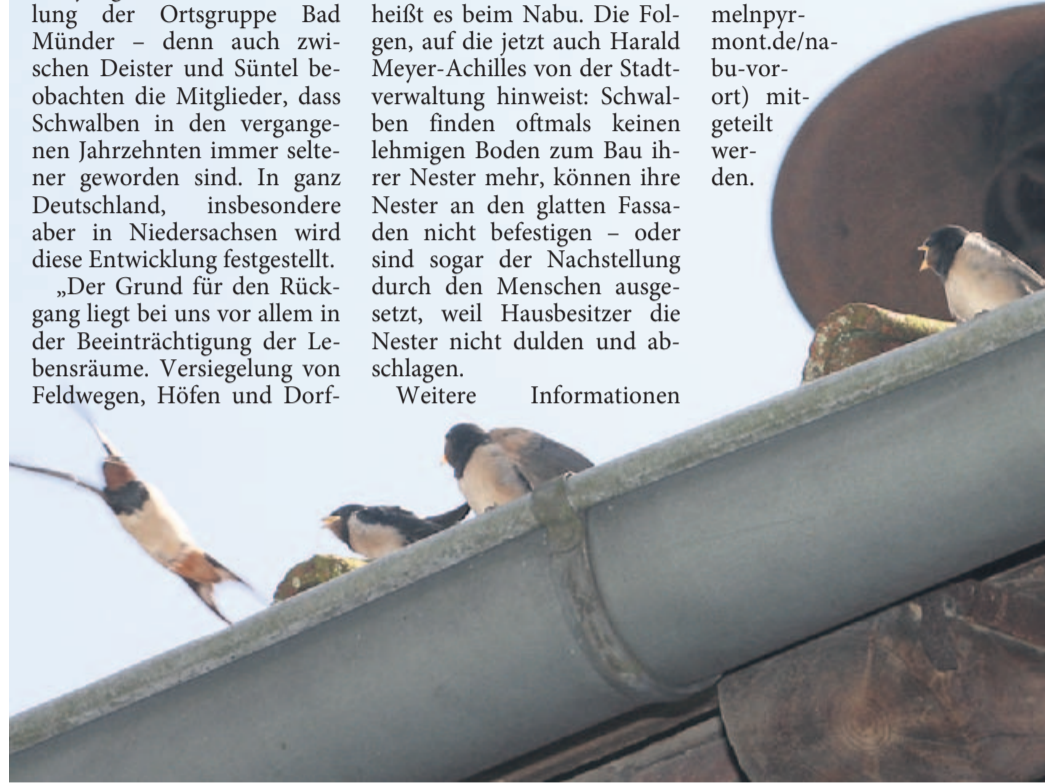 lung der Ortsgruppe Bad
Münder – denn auch zwi-
schen Deister und Süntel be-
obachten die Mitglieder, dass
Schwalben in den vergange-
nen Jahrzehnten immer selte-
ner geworden sind. In ganz
Deutschland, insbesondere
aber in Niedersachsen wird
diese Entwicklung festgestellt.
„Der Grund für den Rück-
gang liegt bei uns vor allem in
der Beeinträchtigung der Le-
bensräume. Versiegelung von
Feldwegen, Höfen und Dorf-
heißt es beim Nabu. Die Fol-
gen, auf die jetzt auch Harald
Meyer-Achilles von der Stadt-
verwaltung hinweist: Schwal-
ben finden oftmals keinen
lehmigen Boden zum Bau ih-
rer Nester mehr, können ihre
Nester an den glatten Fassa-
den nicht befestigen – oder
sind sogar der Nachstellung
durch den Menschen ausge-
setzt, weil Hausbesitzer die
Nester nicht dulden und ab-
schlagen.
Weitere Informationen
melnpyr-
mont.de/na-
bu-vor-
ort) mit-
geteilt
wer-
den.